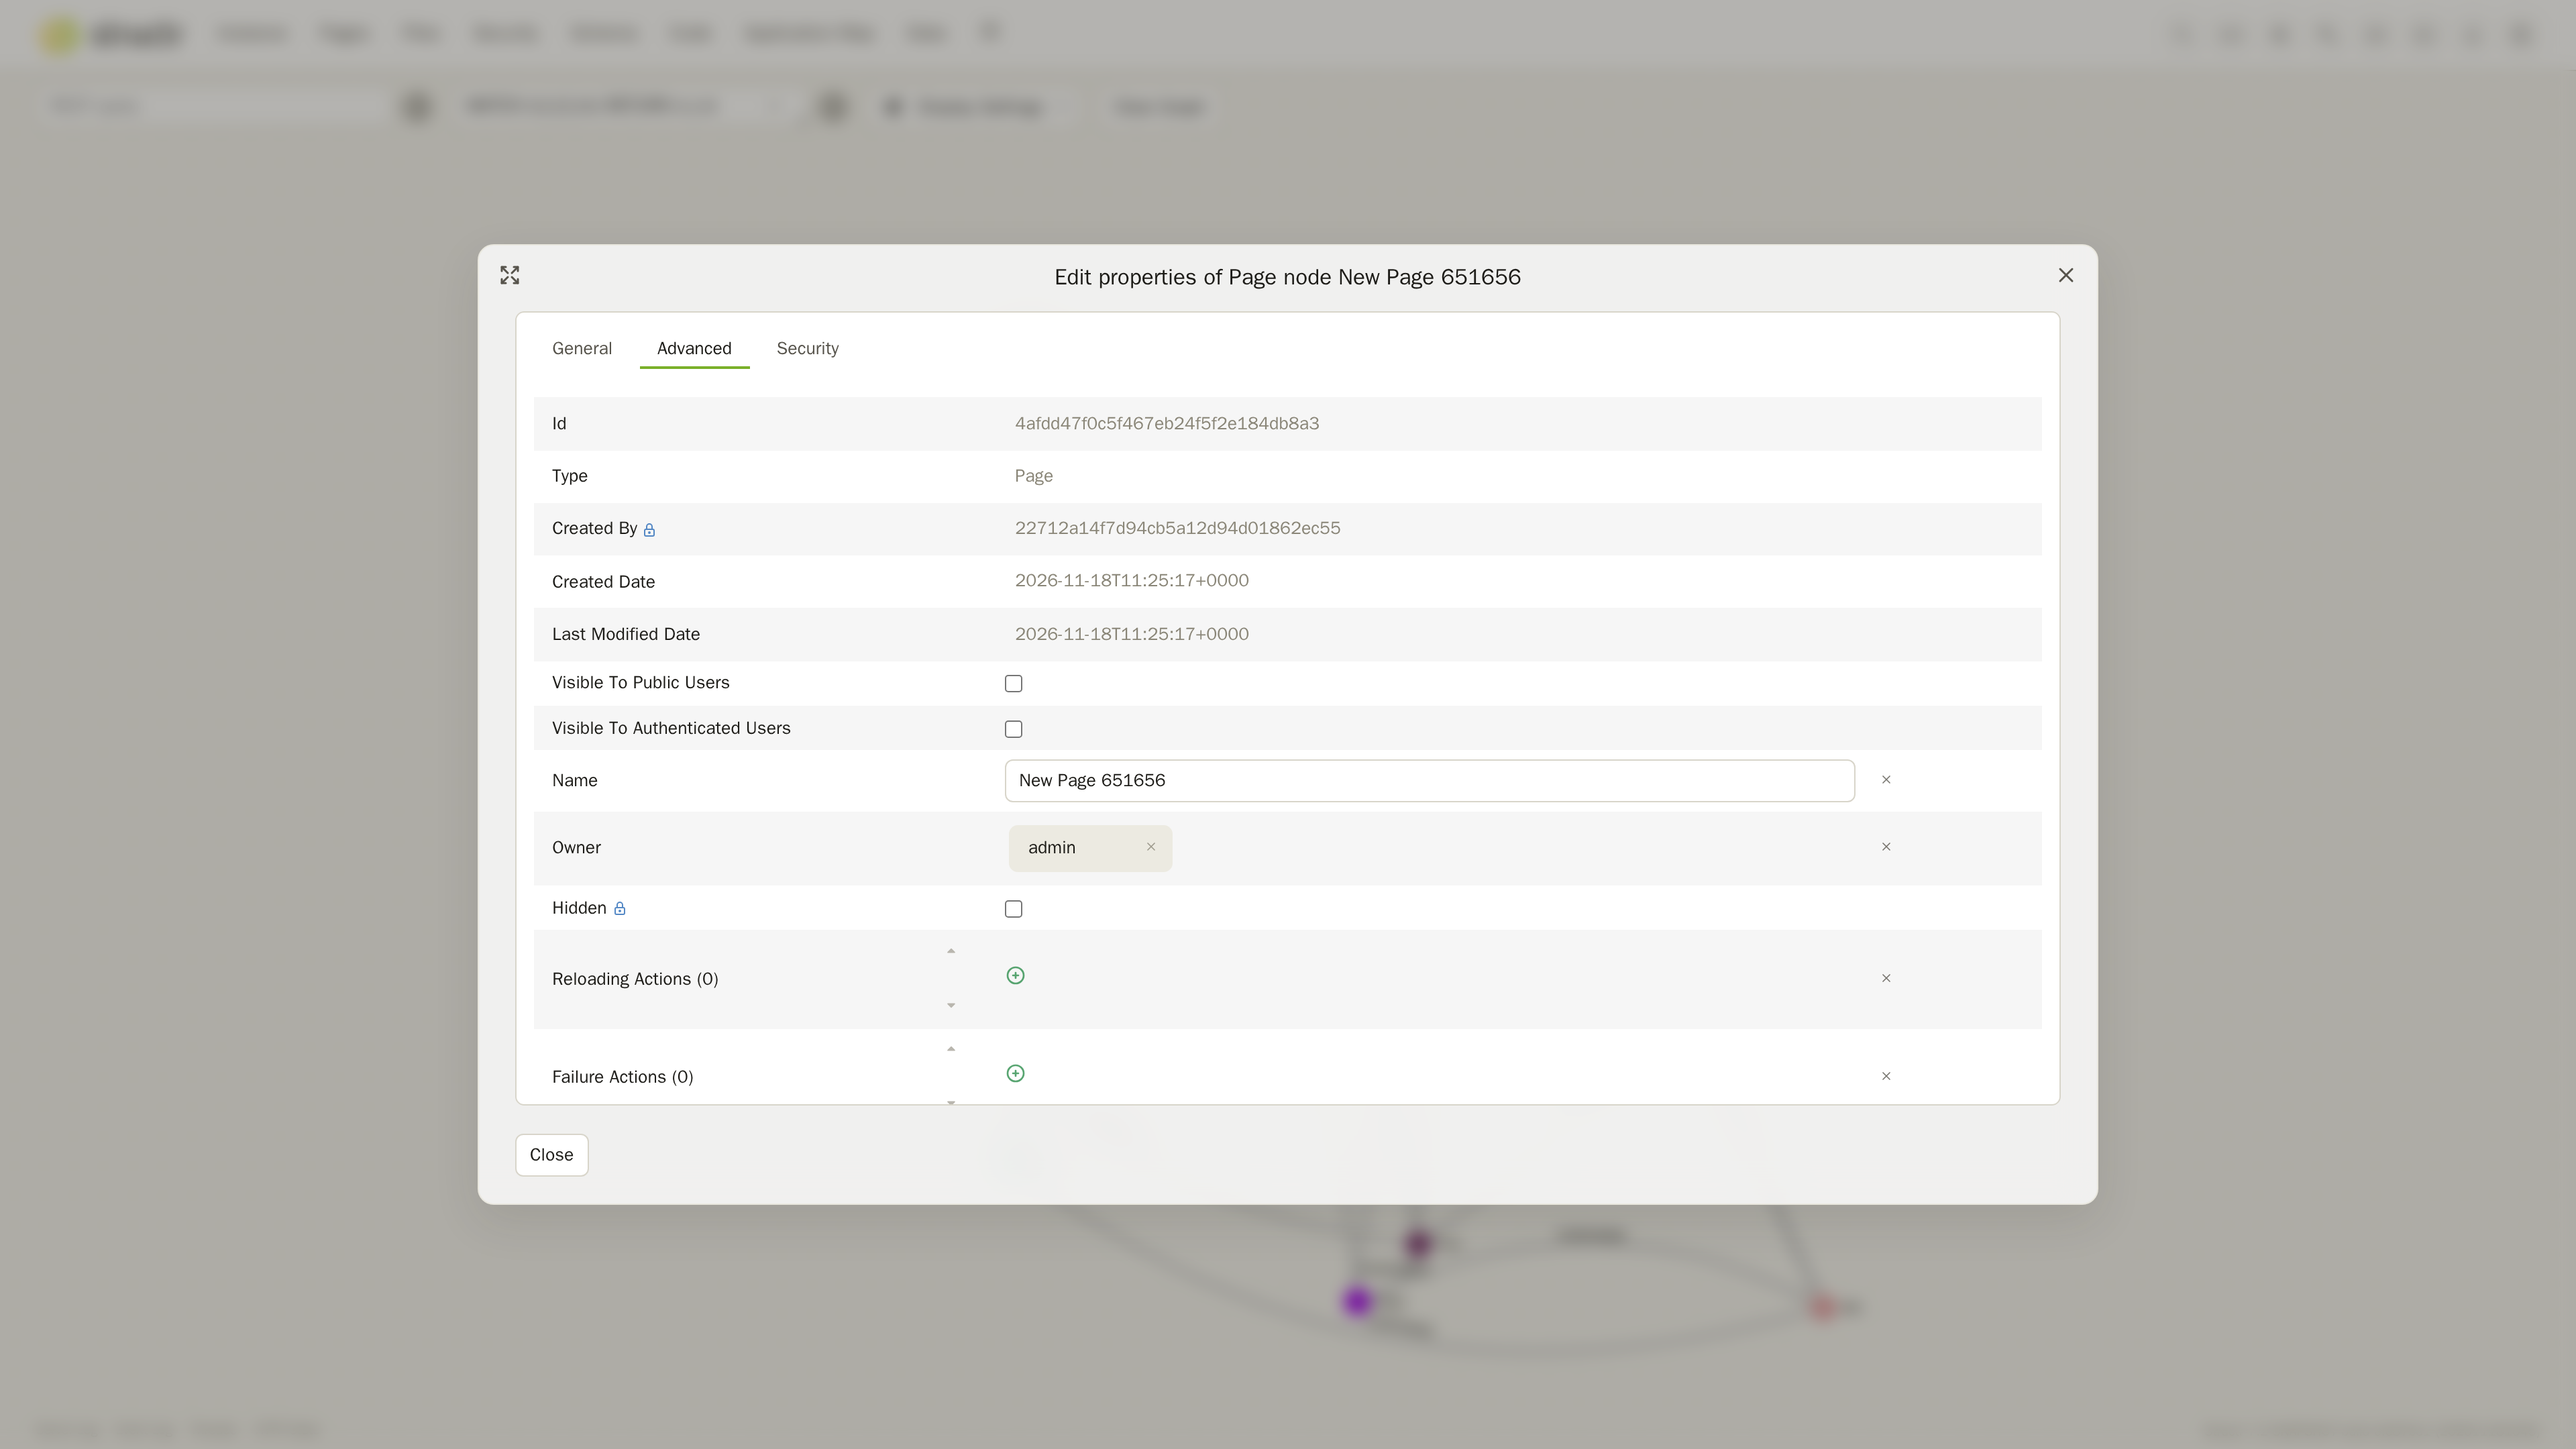 Edit properties of Page node New Page 651656
General Advanced Security
Id 4afdd47f0c5f467eb24f5f2e184db8a3
Type Page
Created By 22712a14f7d94cb5a12d94d01862ec55
Created Date 2026-11-18T11:25:17+0000
Last Modified Date 2026-11-18T11:25:17+0000
Visible To Public Users
Visible To Authenticated Users
Name New Page 651656
Owner admin
Hidden
Reloading Actions (0)
Failure Actions (0)
Close